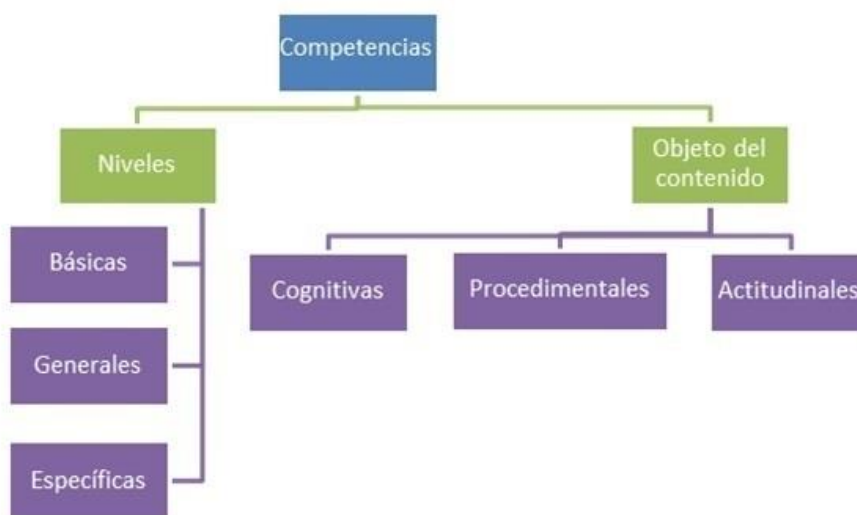 Competencias
Niveles
Objeto del
contenido
Básicas
Generales
Específicas
Cognitivas
Procedimentales
Actitudinales